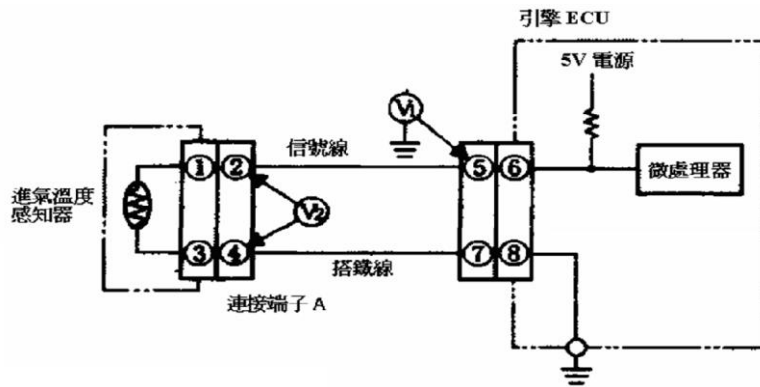 引擎 ECU
5V 電源
V1
① ② 信號線 ⑤ ⑥ 微處理器
進氣溫度
感知器
V2
③ ④ 搭鐵線 ⑦ ⑧
連接端子 A